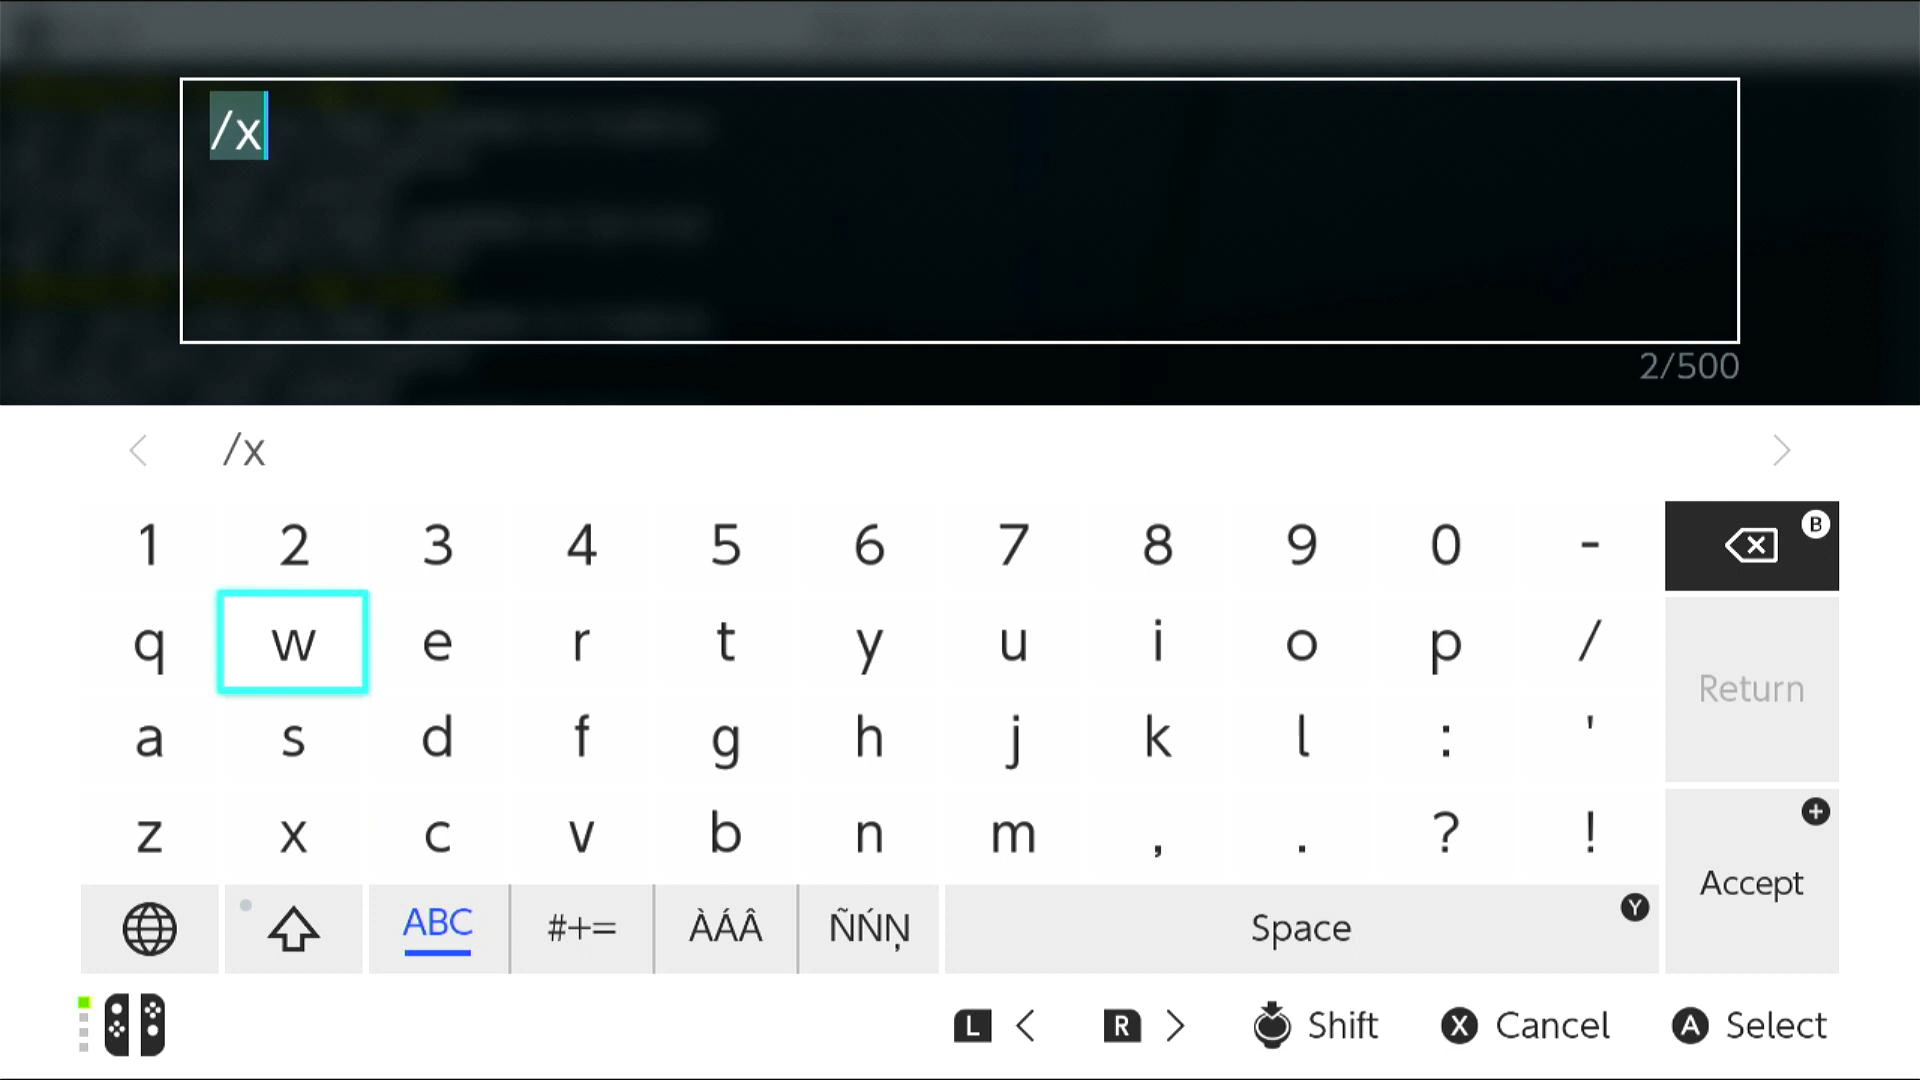 /x
2/500
/x
1 2 3 4 5 6 7 8 9 0 - B
q w e r t y u i o p / Return
a s d f g h j k l : '
z x c v b n m , . ? ! + Accept
ABC #+= ÀÁÂ ÑŃŅ Space Y
L < R > Shift X Cancel A Select